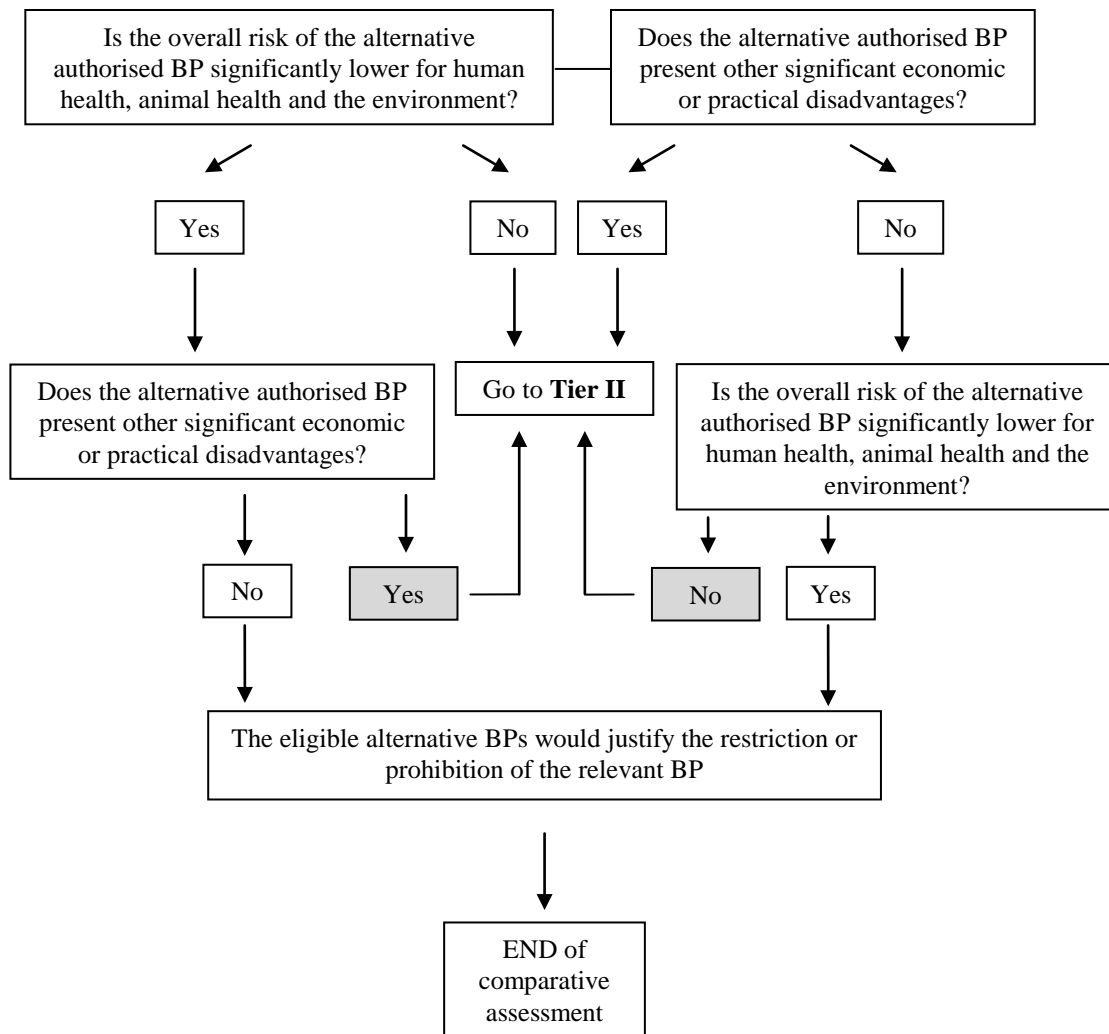 Is the overall risk of the alternative
authorised BP significantly lower for human
health, animal health and the environment?
Does the alternative authorised BP
present other significant economic
or practical disadvantages?
Yes
No
Yes
No
Does the alternative authorised BP
present other significant economic
or practical disadvantages?
Go to Tier II
Is the overall risk of the alternative
authorised BP significantly lower for
human health, animal health and the
environment?
No
Yes
No
Yes
The eligible alternative BPs would justify the restriction or
prohibition of the relevant BP
END of
comparative
assessment